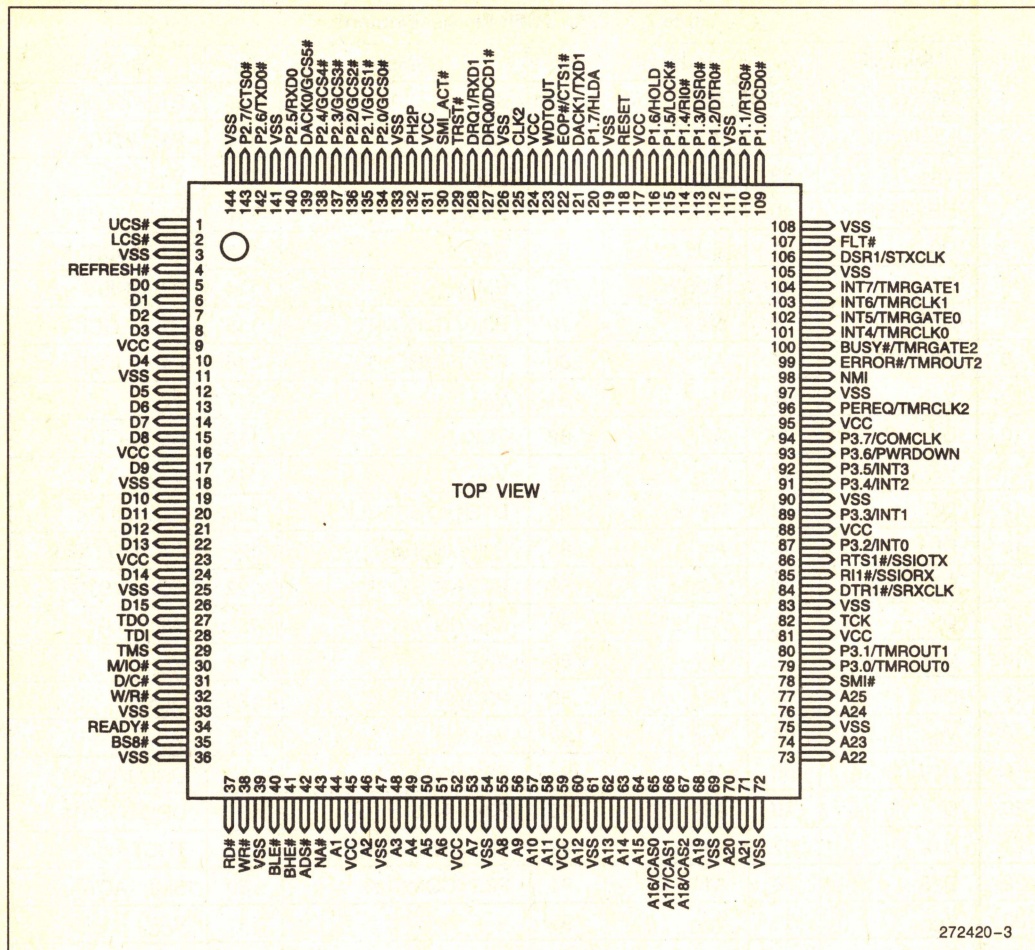 VSS 144
P2.7/CTS0# 143
P2.6/TXD0# 142
VSS 141
P2.5/RXD0 140
DACK0/GCS5# 139
P2.4/GCS4# 138
P2.3/GCS3# 137
P2.2/GCS2# 136
P2.1/GCS1# 135
P2.0/GCS0# 134
VSS 133
PH2P 132
VCC 131
SMI_ACT# 130
TRST# 129
DRQ1/RXD1 128
DRQ0/DCD1# 127
VSS 126
CLK2 125
VCC 124
WDTOUT 123
EOP#/CTS1# 122
DACK1/TXD1 121
P1.7/HLDA 120
VSS 119
RESET 118
VCC 117
P1.6/HOLD 116
P1.5/LOCK# 115
P1.4/RI0# 114
P1.3/DSR0# 113
P1.2/DTR0# 112
VSS 111
P1.1/RTS0# 110
P1.0/DCD0# 109
UCS# 1
LCS# 2
VSS 3
REFRESH# 4
D0 5
D1 6
D2 7
D3 8
VCC 9
D4 10
VSS 11
D5 12
D6 13
D7 14
D8 15
VCC 16
D9 17
VSS 18
D10 19
D11 20
D12 21
D13 22
VCC 23
D14 24
VSS 25
D15 26
TDO 27
TDI 28
TMS 29
M/IO# 30
D/C# 31
W/R# 32
VSS 33
READY# 34
BS8# 35
VSS 36
TOP VIEW
108 VSS
107 FLT#
106 DSR1/STXCLK
105 VSS
104 INT7/TMRGATE1
103 INT6/TMRCLK1
102 INT5/TMRGATE0
101 INT4/TMRCLK0
100 BUSY#/TMRGATE2
99 ERROR#/TMROUT2
98 NMI
97 VSS
96 PEREQ/TMRCLK2
95 VCC
94 P3.7/COMCLK
93 P3.6/PWRDOWN
92 P3.5/INT3
91 P3.4/INT2
90 VSS
89 P3.3/INT1
88 VCC
87 P3.2/INT0
86 RTS1#/SSIOTX
85 RI1#/SSIORX
84 DTR1#/SRXCLK
83 VSS
82 TCK
81 VCC
80 P3.1/TMROUT1
79 P3.0/TMROUT0
78 SMI#
77 A25
76 A24
75 VSS
74 A23
73 A22
37 RD#
38 WR#
39 VSS
40 BLE#
41 BHE#
42 ADS#
43 NA#
44 A1
45 VCC
46 A2
47 VSS
48 A3
49 A4
50 A5
51 A6
52 VCC
53 A7
54 VSS
55 A8
56 A9
57 A10
58 A11
59 VCC
60 A12
61 VSS
62 A13
63 A14
64 A15
65 A16/CAS0
66 A17/CAS1
67 A18/CAS2
68 A19
69 VSS
70 A20
71 A21
72 VSS
272420-3